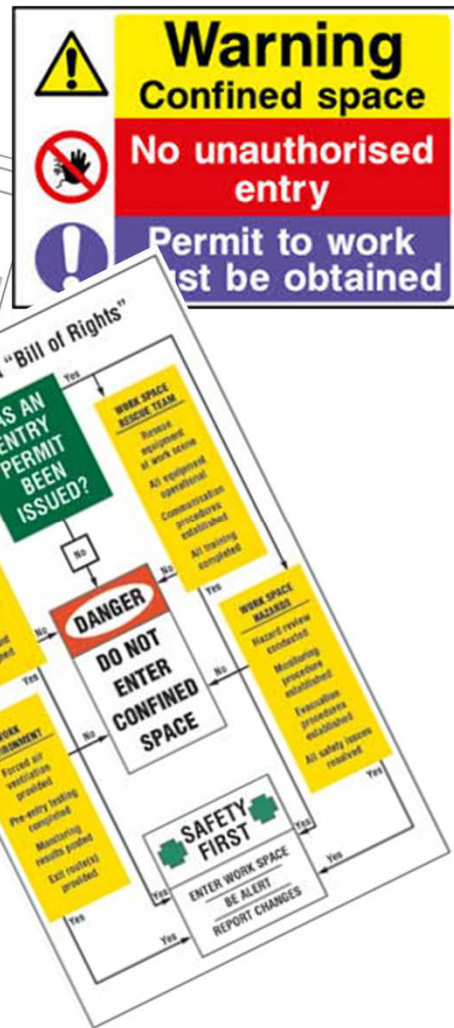 Warning
Confined space
No unauthorised
entry
Permit to work
st be obtained
"Bill of Rights"
AS AN
ENTRY
PERMIT
BEEN
ISSUED?
Yes
No
WORK SPACE
RESCUE TEAM
Rescue
equipment
at work scene
All equipment
operational
Communication
procedures
established
All training
completed
No
Yes
DANGER
DO NOT
ENTER
CONFINED
SPACE
No
Yes
WORK SPACE
HAZARDS
Hazard review
conducted
Monitoring
procedure
established
Evacuation
procedures
established
All safety issues
resolved
No
Yes
WORK
Forced air
ventilation
provided
Pre-entry testing
completed
Monitoring
results posted
Exit route(s)
provided
No
Yes
SAFETY
FIRST
ENTER WORK SPACE
BE ALERT
REPORT CHANGES
Yes
Yes
Yes
Yes